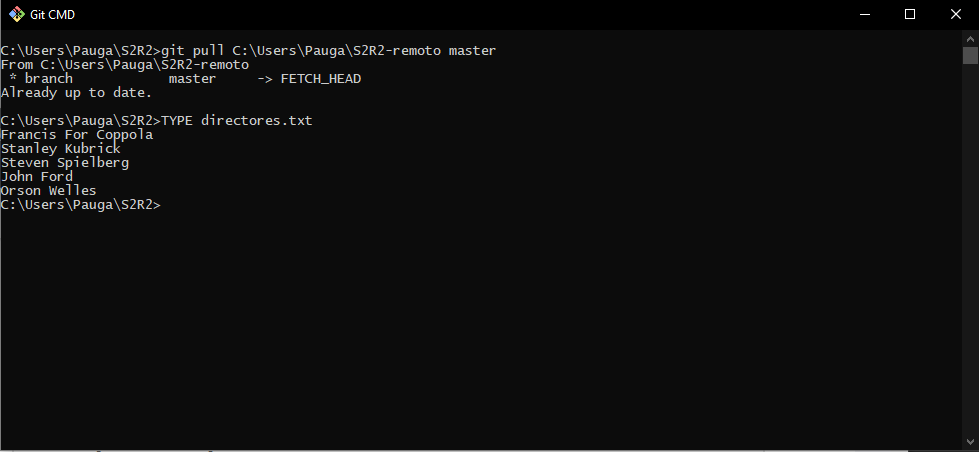 Git CMD
C:\Users\Pauga\S2R2>git pull C:\Users\Pauga\S2R2-remoto master
From C:\Users\Pauga\S2R2-remoto
 * branch            master     -> FETCH_HEAD
Already up to date.
C:\Users\Pauga\S2R2>TYPE directores.txt
Francis For Coppola
Stanley Kubrick
Steven Spielberg
John Ford
Orson Welles
C:\Users\Pauga\S2R2>